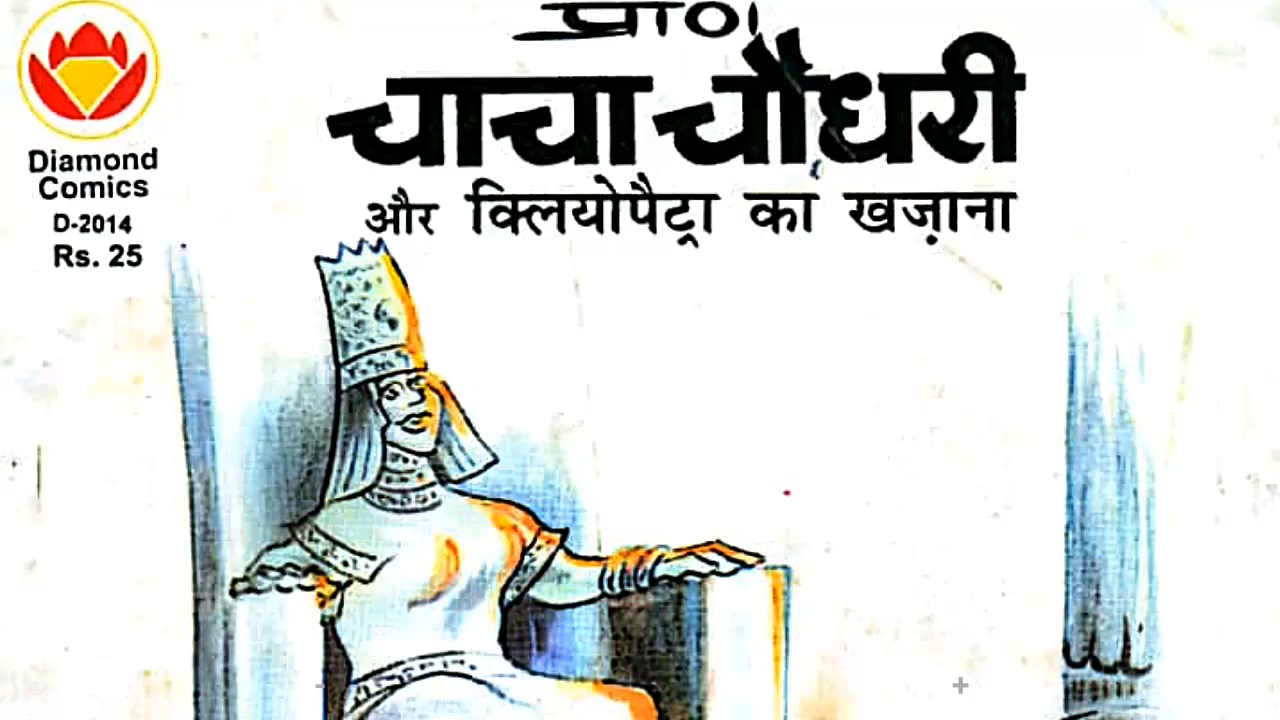 प्राण
चाचा चौधरी
और क्लियोपैट्रा का खज़ाना
Diamond
Comics
D-2014
Rs. 25